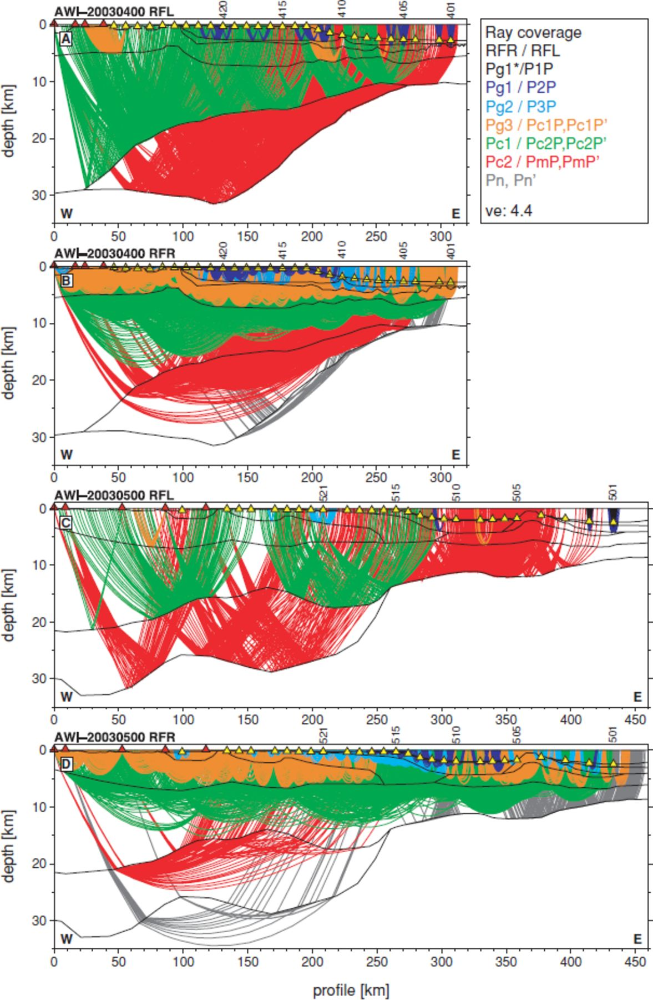 AWI–20030400 RFL
420 415 410 405 401
A
0
10
20
30
depth [km]
W E
0 50 100 150 200 250 300
Ray coverage
RFR / RFL
Pg1*/P1P
Pg1 / P2P
Pg2 / P3P
Pg3 / Pc1P,Pc1P'
Pc1 / Pc2P,Pc2P'
Pc2 / PmP,PmP'
Pn, Pn'
ve: 4.4
AWI–20030400 RFR
420 415 410 405 401
B
0
10
20
30
depth [km]
W E
0 50 100 150 200 250 300
AWI–20030500 RFL
521 515 510 505 501
C
0
10
20
30
depth [km]
W E
0 50 100 150 200 250 300 350 400 450
AWI–20030500 RFR
521 515 510 505 501
D
0
10
20
30
depth [km]
W E
0 50 100 150 200 250 300 350 400 450
profile [km]